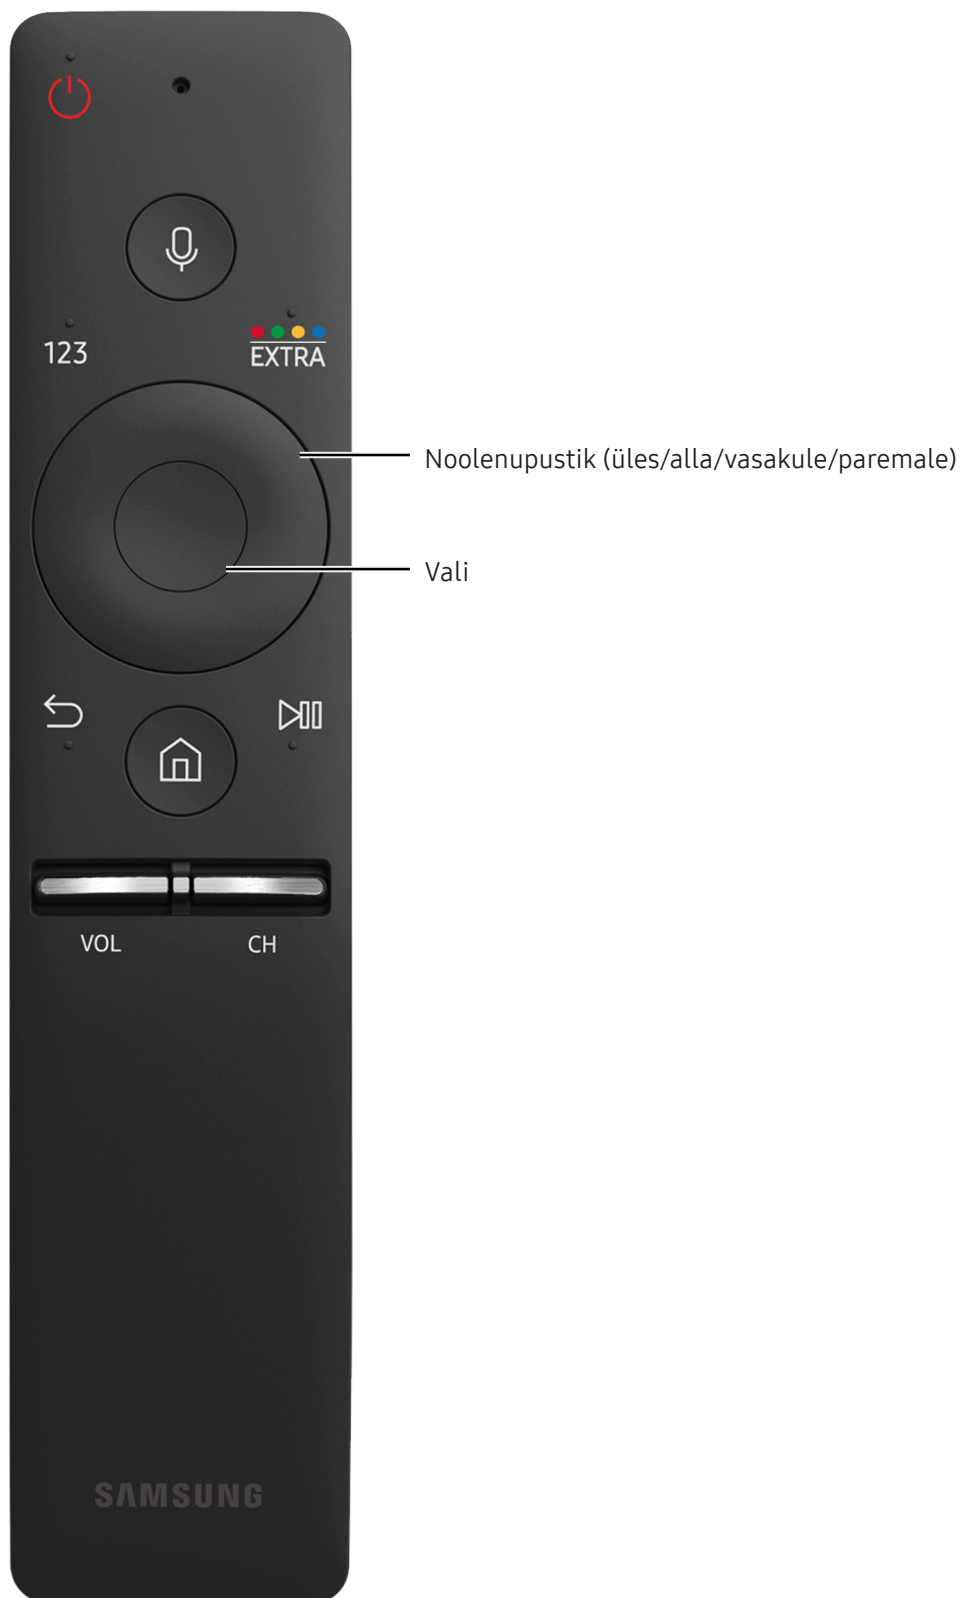 123
EXTRA
Noolenupustik (üles/alla/vasakule/paremale)
Vali
VOL
CH
SAMSUNG